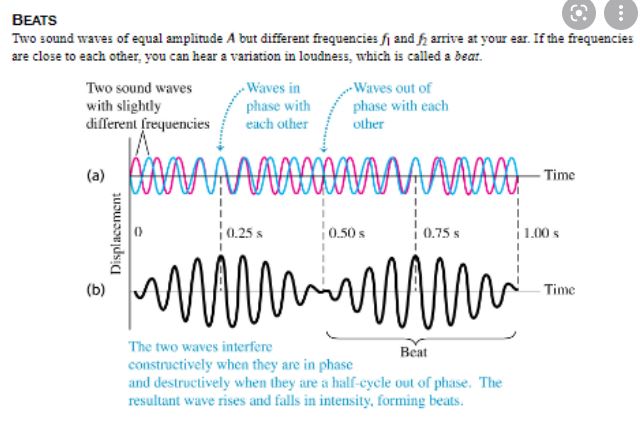 BEATS
Two sound waves of equal amplitude A but different frequencies f1 and f2 arrive at your ear. If the frequencies
are close to each other, you can hear a variation in loudness, which is called a beat.
Two sound waves
with slightly
different frequencies
Waves in
phase with
each other
Waves out of
phase with each
other
(a)
Time
Displacement
0
0.25 s
0.50 s
0.75 s
1.00 s
(b)
Time
Beat
The two waves interfere
constructively when they are in phase
and destructively when they are a half-cycle out of phase. The
resultant wave rises and falls in intensity, forming beats.